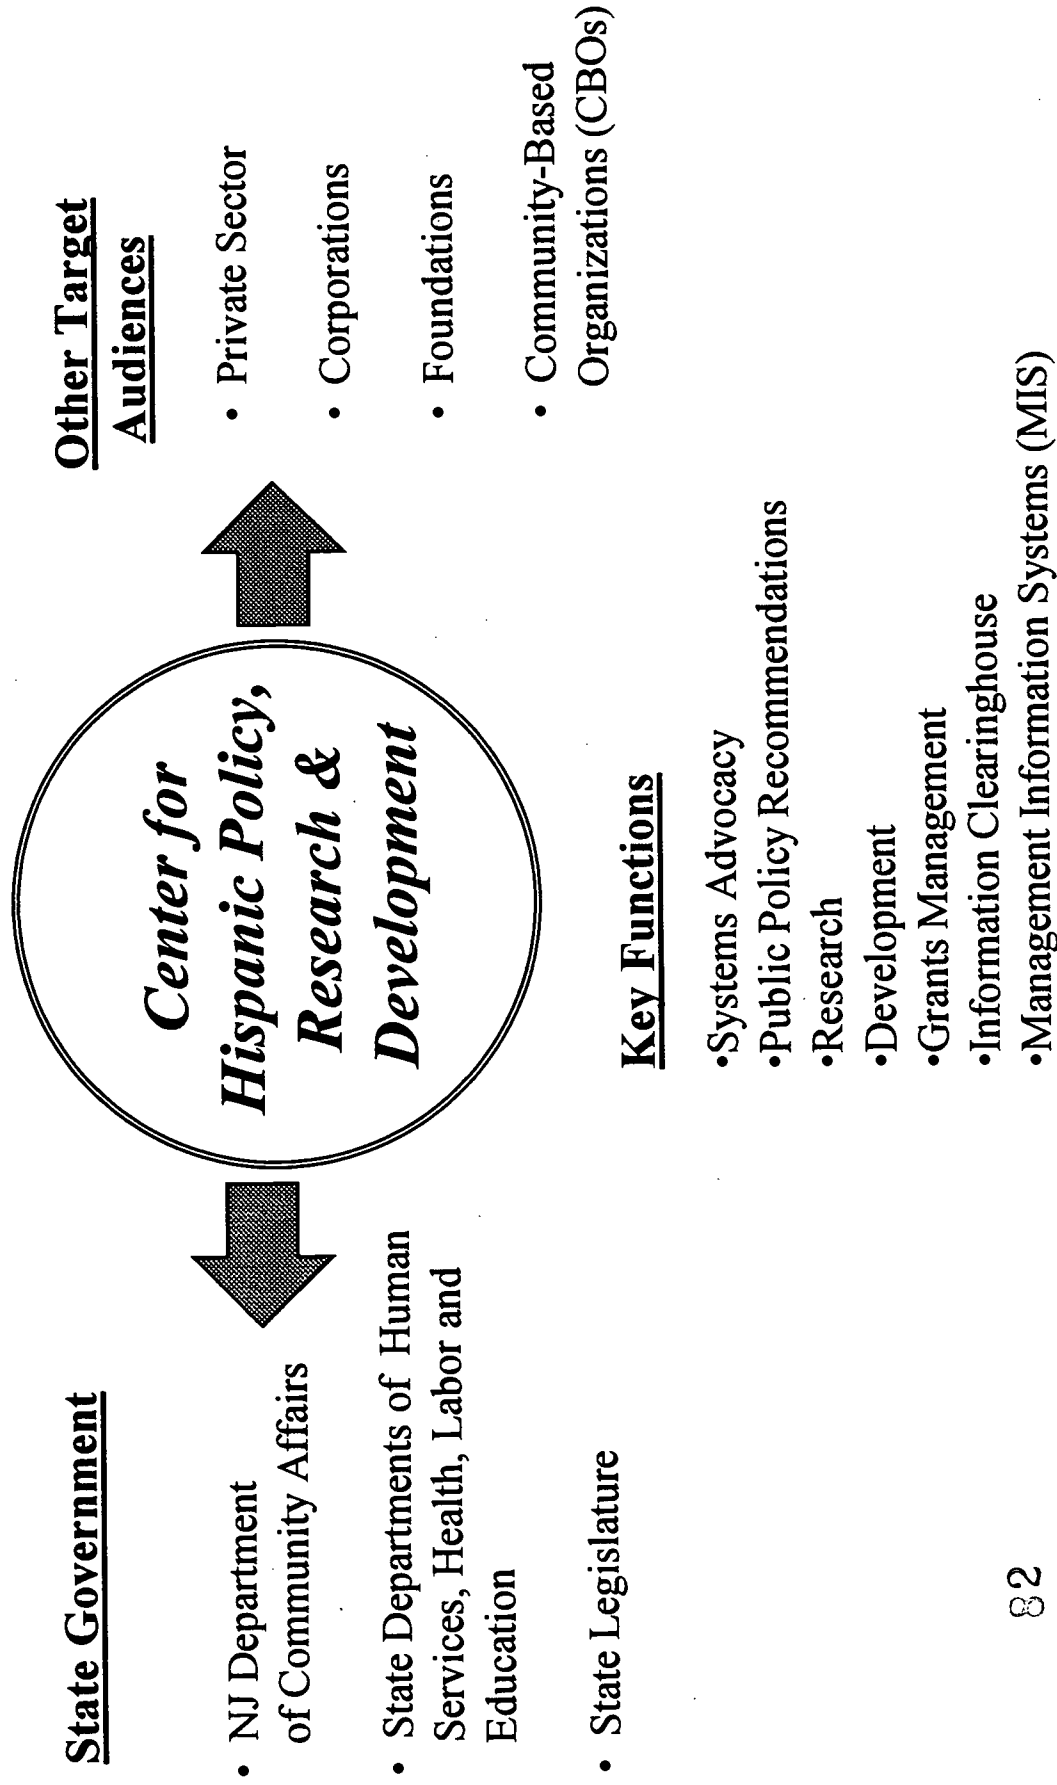 State Government
• NJ Department
of Community Affairs
• State Departments of Human
Services, Health, Labor and
Education
• State Legislature
Center for
Hispanic Policy,
Research &
Development
Other Target
Audiences
• Private Sector
• Corporations
• Foundations
• Community-Based
Organizations (CBOs)
Key Functions
•Systems Advocacy
•Public Policy Recommendations
•Research
•Development
•Grants Management
•Information Clearinghouse
•Management Information Systems (MIS)
82